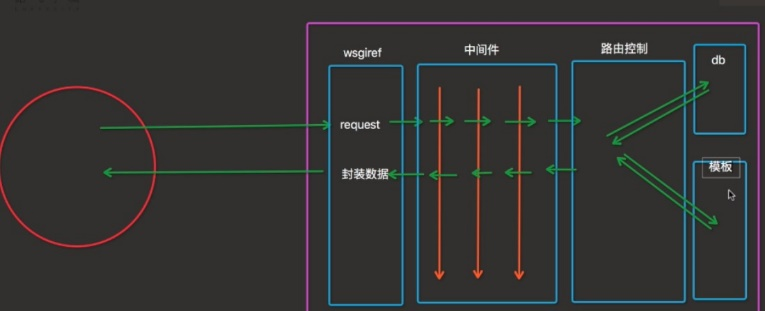 wsgiref
中间件
路由控制
db
request
封装数据
模板